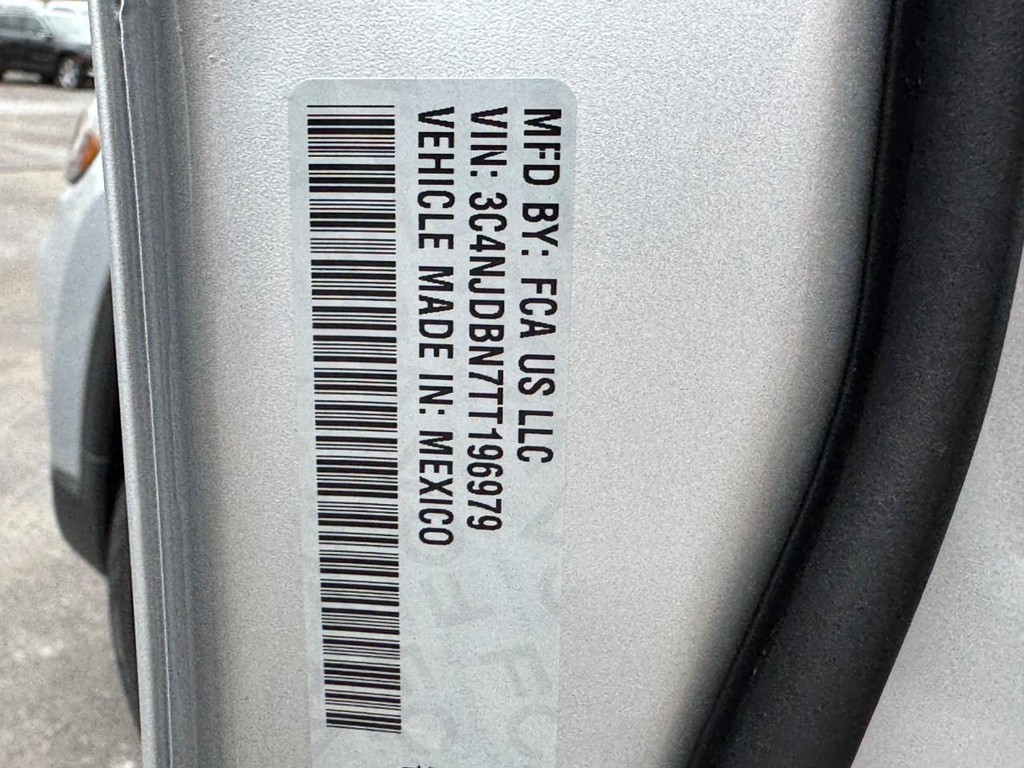 MFD BY: FCA US LLC
VIN: 3C4NJDBN7TT196979
VEHICLE MADE IN: MEXICO